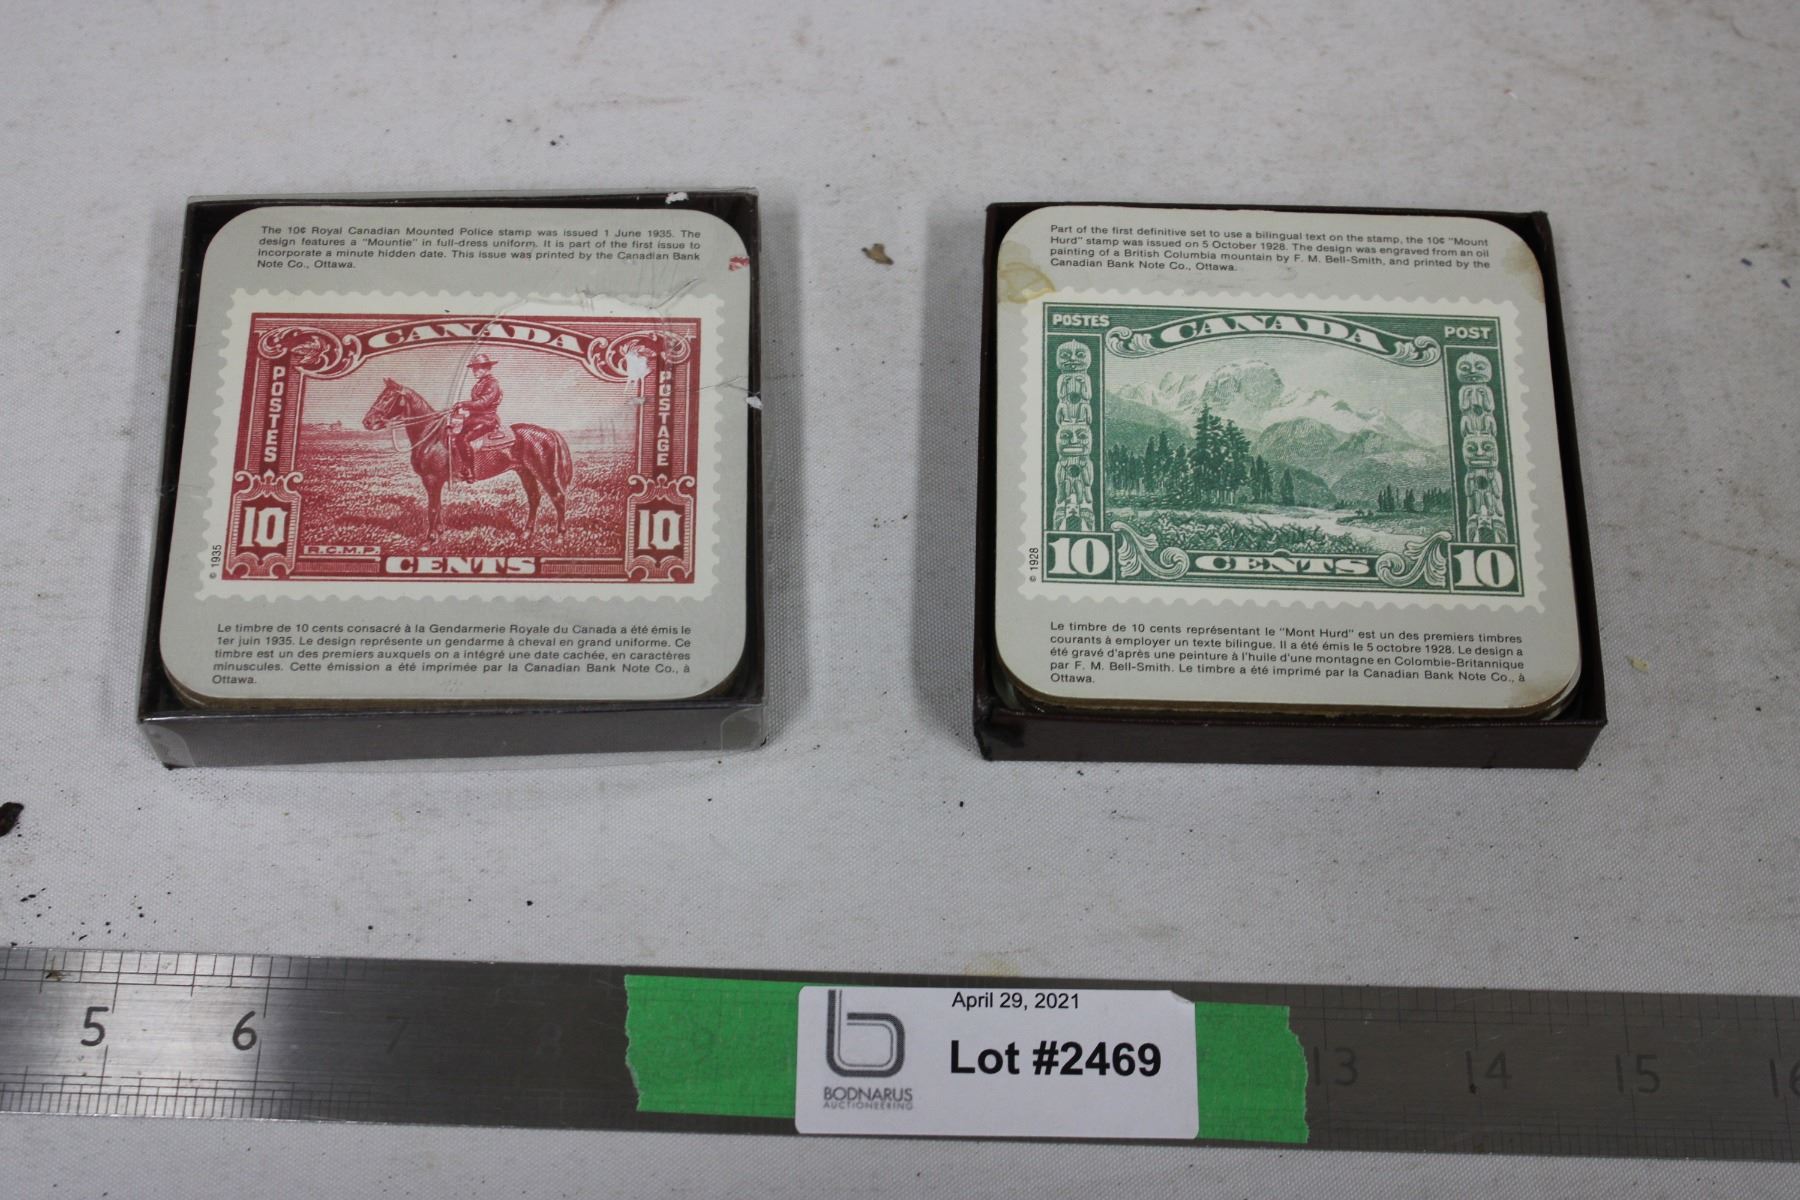 The 10¢ Royal Canadian Mounted Police stamp was issued 1 June 1935. The
design features a "Mountie" in full-dress uniform. It is part of the first issue to
incorporate a minute hidden date. This issue was printed by the Canadian Bank
Note Co., Ottawa.
CANADA
POSTES
POSTAGE
10
10
R.C.M.P.
CENTS
© 1935
Le timbre de 10 cents consacré à la Gendarmerie Royale du Canada a été émis le
1er juin 1935. Le design représente un gendarme à cheval en grand uniforme. Ce
timbre est un des premiers auxquels on a intégré une date cachée, en caractères
minuscules. Cette émission a été imprimée par la Canadian Bank Note Co., à
Ottawa.
Part of the first definitive set to use a bilingual text on the stamp, the 10¢ "Mount
Hurd" stamp was issued on 5 October 1928. The design was engraved from an oil
painting of a British Columbia mountain by F. M. Bell-Smith, and printed by the
Canadian Bank Note Co., Ottawa.
POSTES
CANADA
POST
10
CENTS
10
© 1928
Le timbre de 10 cents représentant le "Mont Hurd" est un des premiers timbres
courants à employer un texte bilingue. Il a été émis le 5 octobre 1928. Le design a
été gravé d'après une peinture à l'huile d'une montagne en Colombie-Britannique
par F. M. Bell-Smith. Le timbre a été imprimé par la Canadian Bank Note Co., à
Ottawa.
5 6 7 13 14 15 16
April 29, 2021
Lot #2469
BODNARUS
AUCTIONEERING